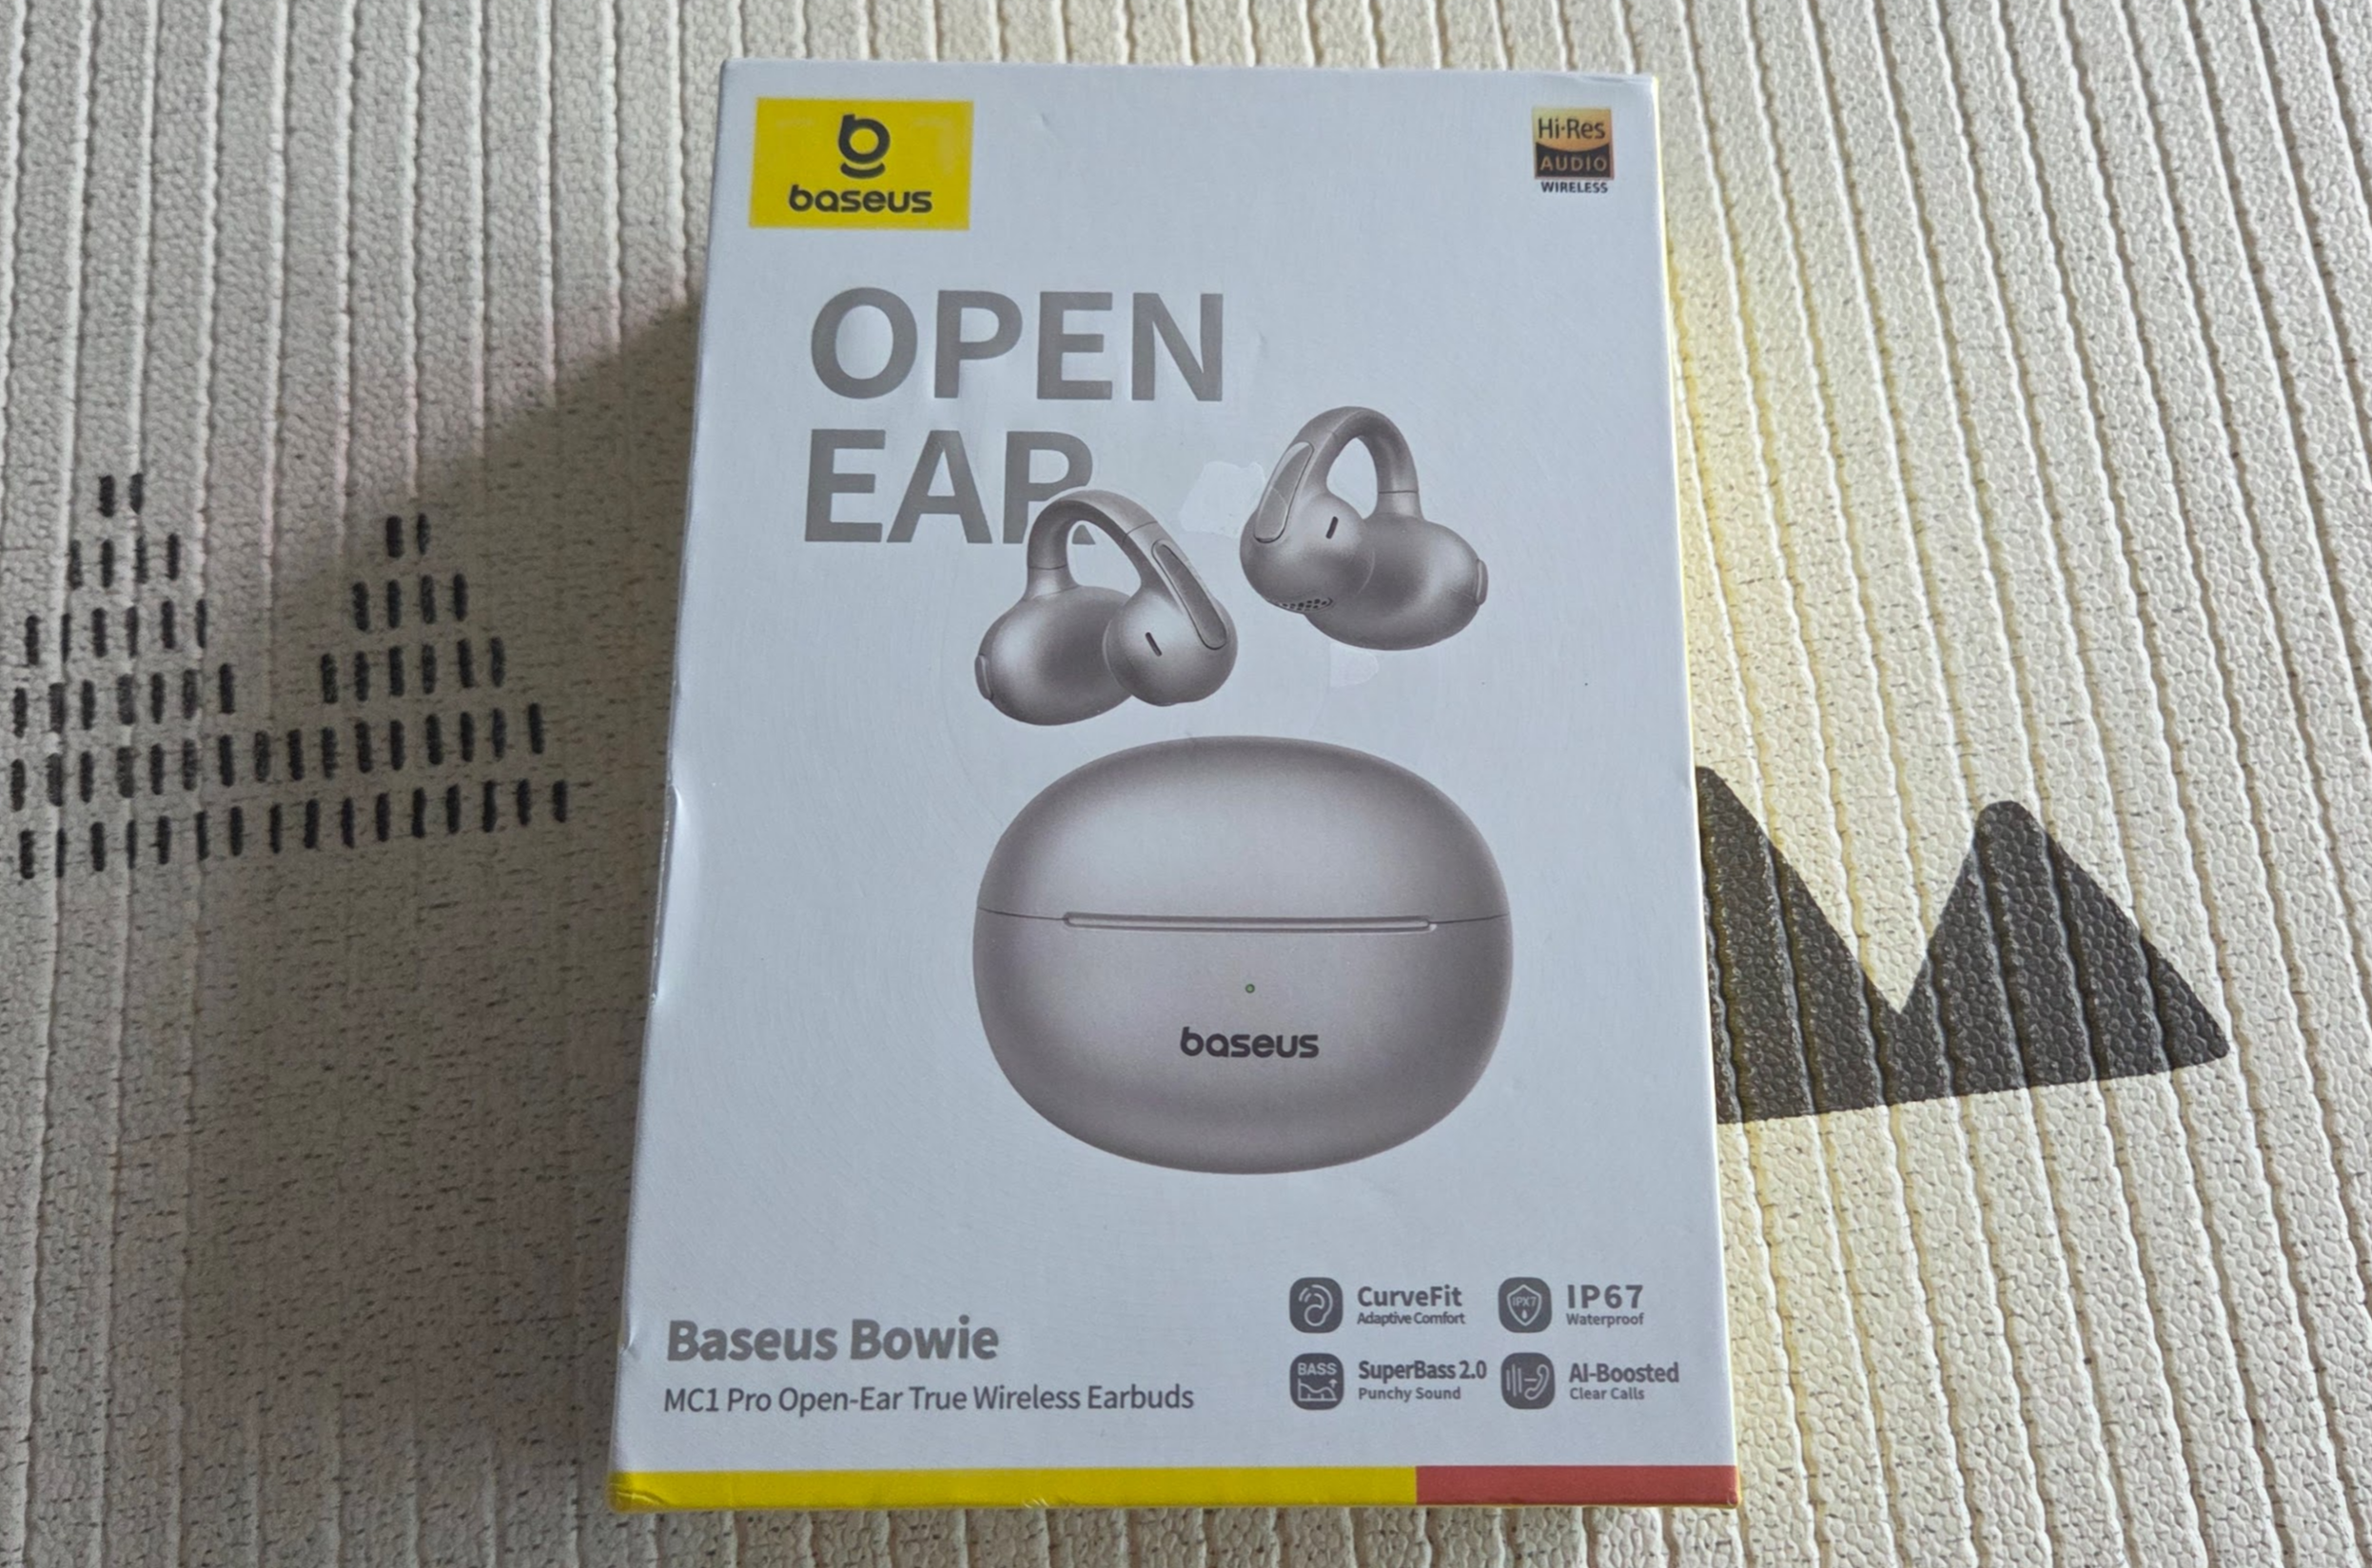 baseus
Hi-Res
AUDIO
WIRELESS
OPEN
EAR
baseus
Baseus Bowie
MC1 Pro Open-Ear True Wireless Earbuds
CurveFit
Adaptive Comfort
IPX7
IP67
Waterproof
BASS
SuperBass 2.0
Punchy Sound
AI-Boosted
Clear Calls